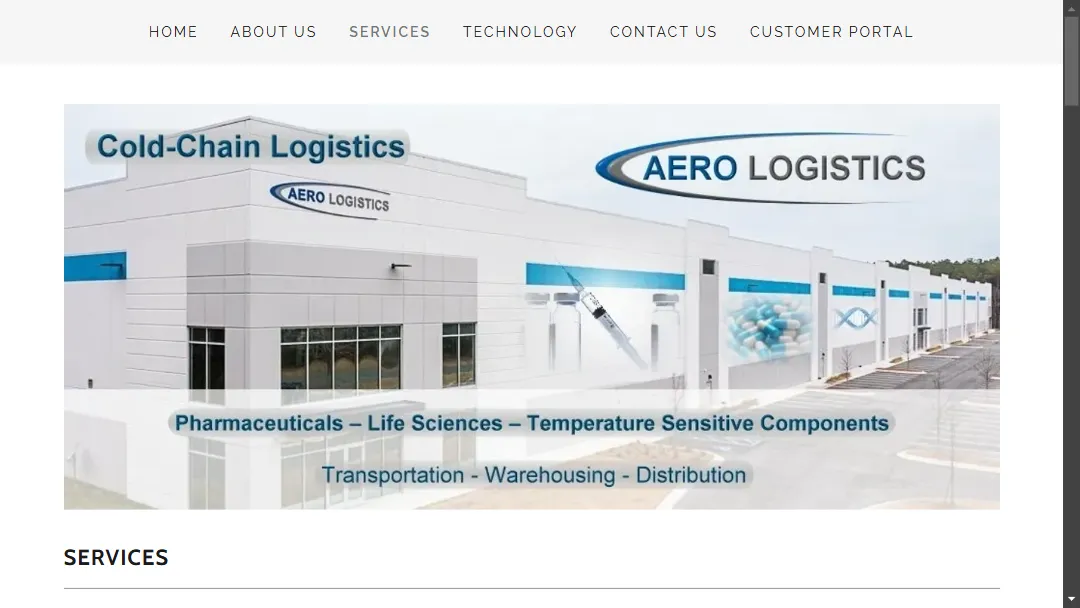 HOME ABOUT US SERVICES TECHNOLOGY CONTACT US CUSTOMER PORTAL
Cold-Chain Logistics
AERO LOGISTICS
AERO LOGISTICS
Pharmaceuticals – Life Sciences – Temperature Sensitive Components
Transportation - Warehousing - Distribution
SERVICES